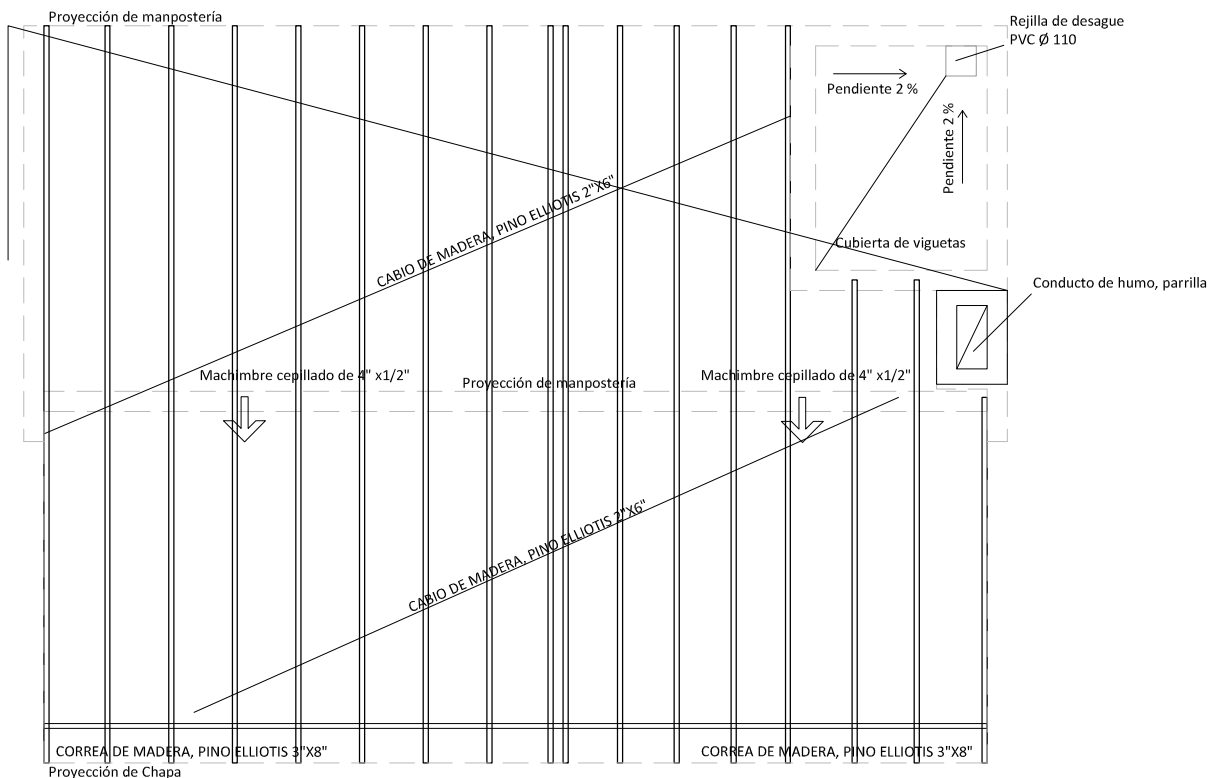 Proyección de manpostería
Rejilla de desague
PVC Ø 110
Pendiente 2 %
Pendiente 2 %
CABIO DE MADERA, PINO ELLIOTIS 2"X6"
Cubierta de viguetas
Conducto de humo, parrilla
Machimbre cepillado de 4" x1/2"
Proyección de manpostería
Machimbre cepillado de 4" x1/2"
CABIO DE MADERA, PINO ELLIOTIS 2"X6"
CORREA DE MADERA, PINO ELLIOTIS 3"X8"
CORREA DE MADERA, PINO ELLIOTIS 3"X8"
Proyección de Chapa